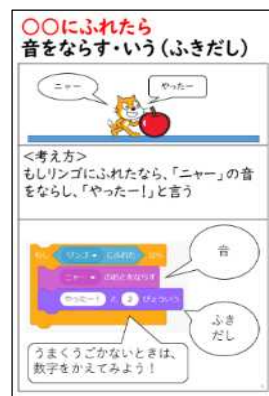 ○○にふれたら
音をならす・いう(ふきだし)
ニャー
やったー
<考え方>
もしリンゴにふれたなら、「ニャー」の音
をならし、「やったー!」と言う
もし リンゴ にふれた なら
ニャー のおとをならす
やったー! と 2 びょういう
音
ふき
だし
うまくうごかないときは、
数字をかえてみよう!